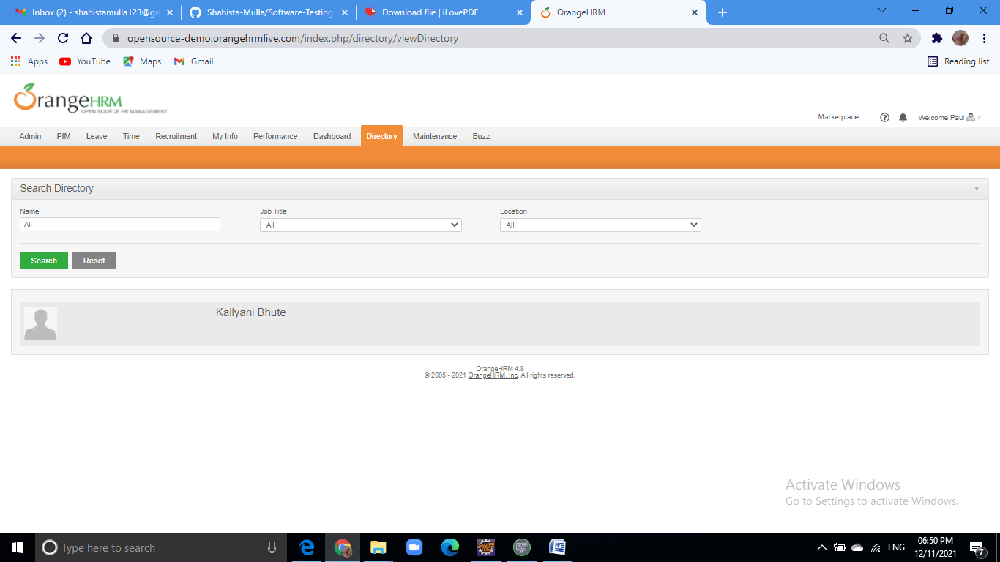 Inbox (2) - shahistamulla123@gm
Shahista-Mulla/Software-Testing
Download file | iLovePDF
OrangeHRM
opensource-demo.orangehrmlive.com/index.php/directory/viewDirectory
Apps YouTube Maps Gmail Reading list
OrangeHRM
OPEN SOURCE HR MANAGEMENT
Marketplace Welcome Paul
Admin PIM Leave Time Recruitment My Info Performance Dashboard Directory Maintenance Buzz
Search Directory
Name Job Title Location
All All All
Search Reset
Kallyani Bhute
OrangeHRM 4.8
© 2005 - 2021 OrangeHRM, Inc. All rights reserved.
Activate Windows
Go to Settings to activate Windows.
Type here to search
ENG
06:50 PM
12/11/2021
7